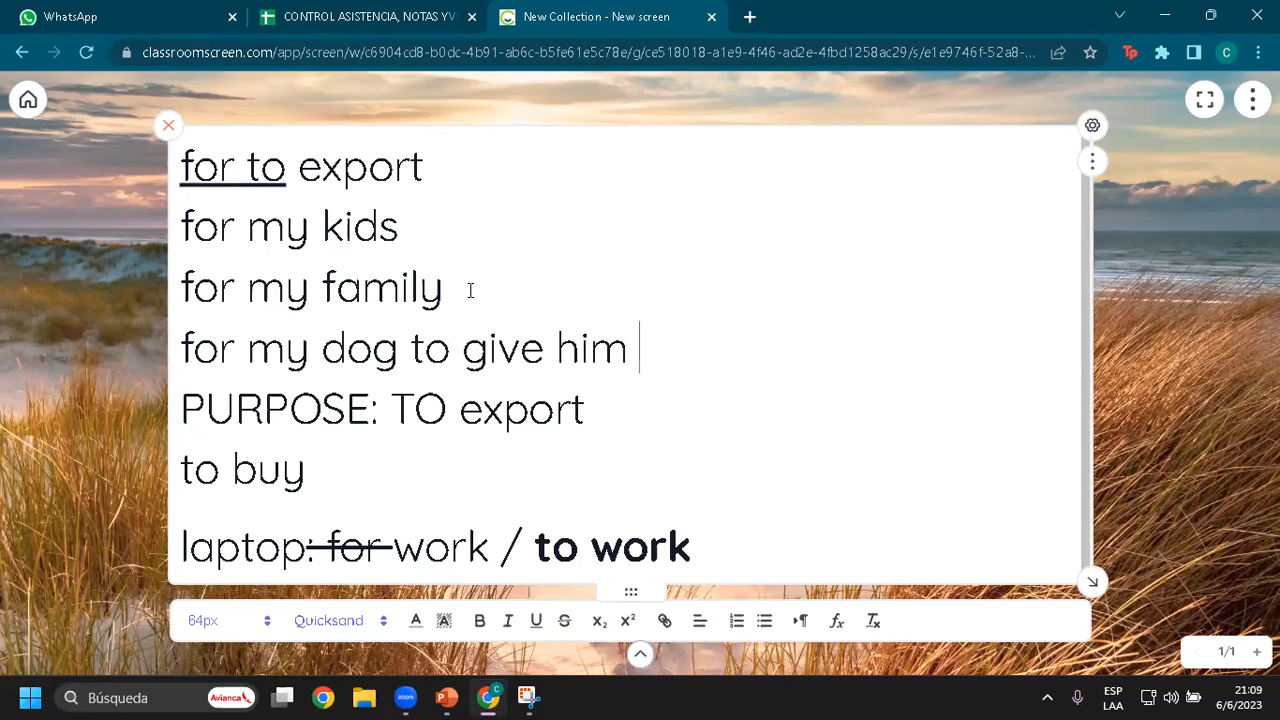 WhatsApp
CONTROL ASISTENCIA, NOTAS YVI
New Collection - New screen
classroomscreen.com/app/screen/w/c6904cd8-b0dc-4b91-ab6c-b5fe61e5c78e/g/ce518018-a1e9-4f46-ad2e-4fbd1258ac29/s/e1e9746f-52a8-...
for to export
for my kids
for my family
for my dog to give him
PURPOSE: TO export
to buy
laptop: for work / to work
64px
Quicksand
1/1
Búsqueda
Avianca
zoom
ESP
LAA
21:09
6/6/2023